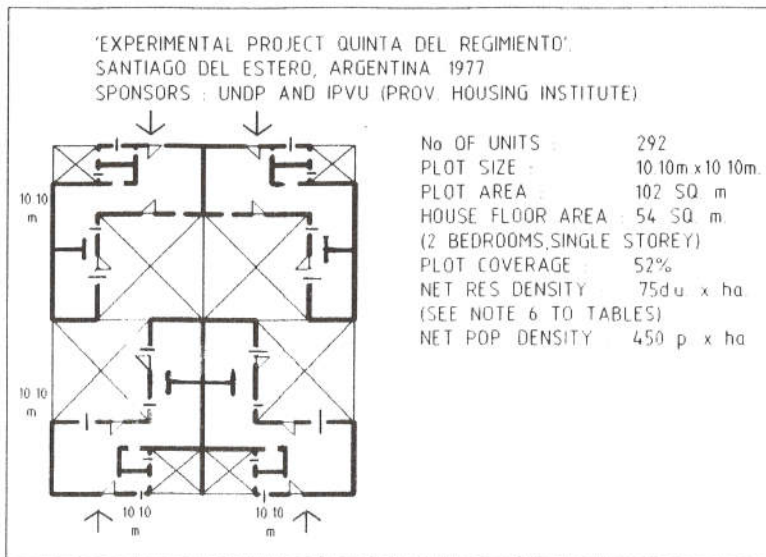 'EXPERIMENTAL PROJECT QUINTA DEL REGIMIENTO'.
SANTIAGO DEL ESTERO, ARGENTINA 1977
SPONSORS : UNDP AND IPVU (PROV. HOUSING INSTITUTE)
No OF UNITS : 292
PLOT SIZE : 10.10m x 10.10m.
PLOT AREA : 102 SQ. m
HOUSE FLOOR AREA : 54 SQ. m.
(2 BEDROOMS,SINGLE STOREY)
PLOT COVERAGE : 52%
NET RES DENSITY : 75d.u. x ha.
(SEE NOTE 6 TO TABLES)
NET POP DENSITY : 450 p x ha
10.10
m
10.10
m
10.10
m
10.10
m